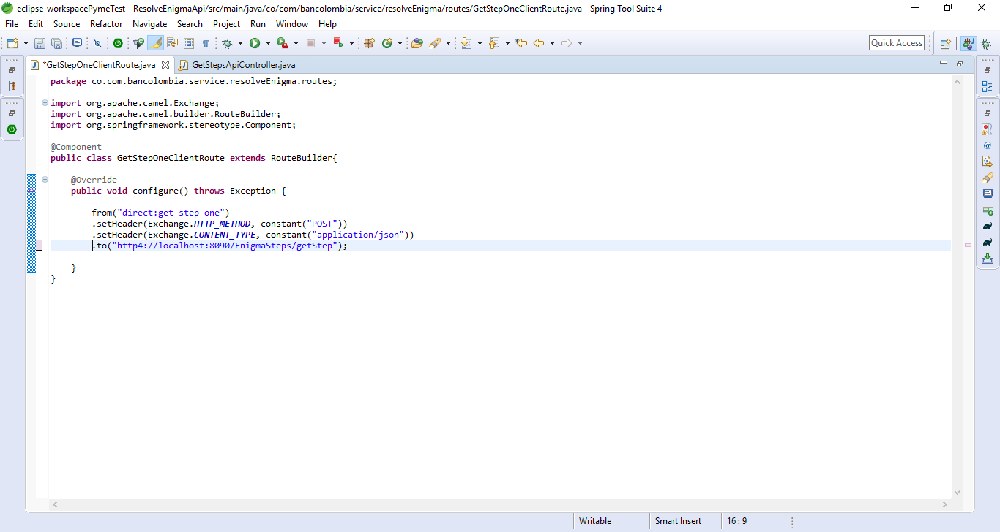 eclipse-workspacePymeTest - ResolveEnigmaApi/src/main/java/co/com/bancolombia/service/resolveEnigma/routes/GetStepOneClientRoute.java - Spring Tool Suite 4
File Edit Source Refactor Navigate Search Project Run Window Help
Quick Access
*GetStepOneClientRoute.java GetStepsApiController.java
package co.com.bancolombia.service.resolveEnigma.routes;
import org.apache.camel.Exchange;
import org.apache.camel.builder.RouteBuilder;
import org.springframework.stereotype.Component;
@Component
public class GetStepOneClientRoute extends RouteBuilder{
@Override
public void configure() throws Exception {
from("direct:get-step-one")
.setHeader(Exchange.HTTP_METHOD, constant("POST"))
.setHeader(Exchange.CONTENT_TYPE, constant("application/json"))
.to("http4://localhost:8090/EnigmaSteps/getStep");
}
}
Writable Smart Insert 16 : 9